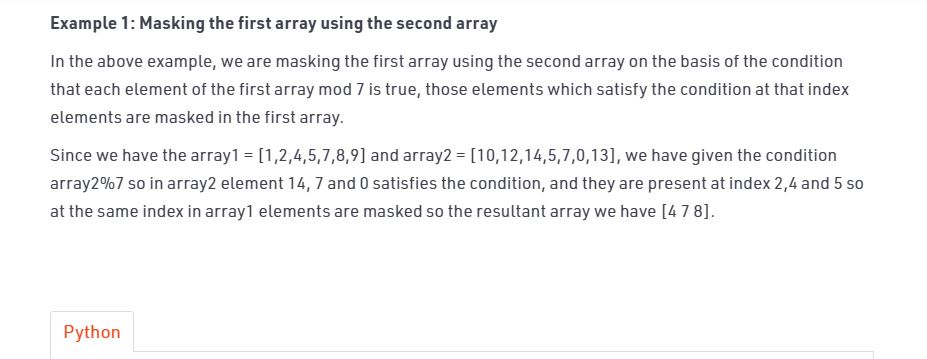 Example 1: Masking the first array using the second array
In the above example, we are masking the first array using the second array on the basis of the condition
that each element of the first array mod 7 is true, those elements which satisfy the condition at that index
elements are masked in the first array.
Since we have the array1 = [1,2,4,5,7,8,9] and array2 = [10,12,14,5,7,0,13], we have given the condition
array2%7 so in array2 element 14, 7 and 0 satisfies the condition, and they are present at index 2,4 and 5 so
at the same index in array1 elements are masked so the resultant array we have [4 7 8].
Python